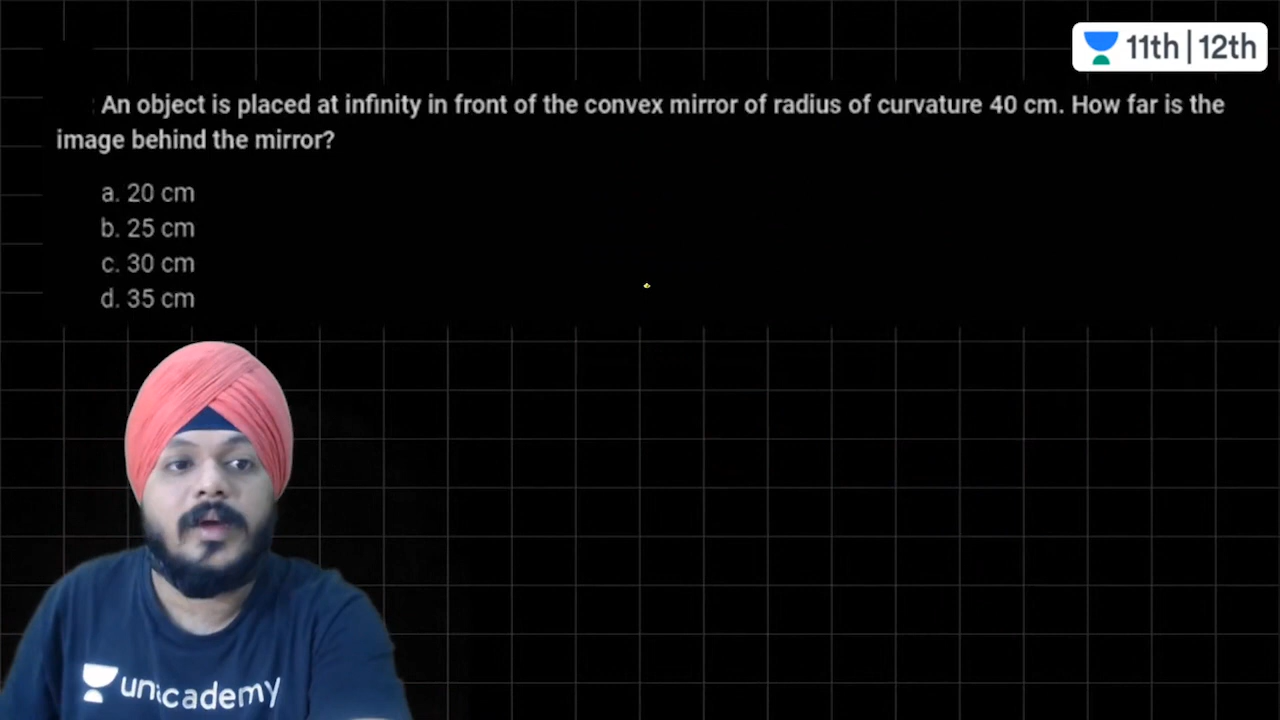 11th | 12th
An object is placed at infinity in front of the convex mirror of radius of curvature 40 cm. How far is the
image behind the mirror?
a. 20 cm
b. 25 cm
c. 30 cm
d. 35 cm
unacademy